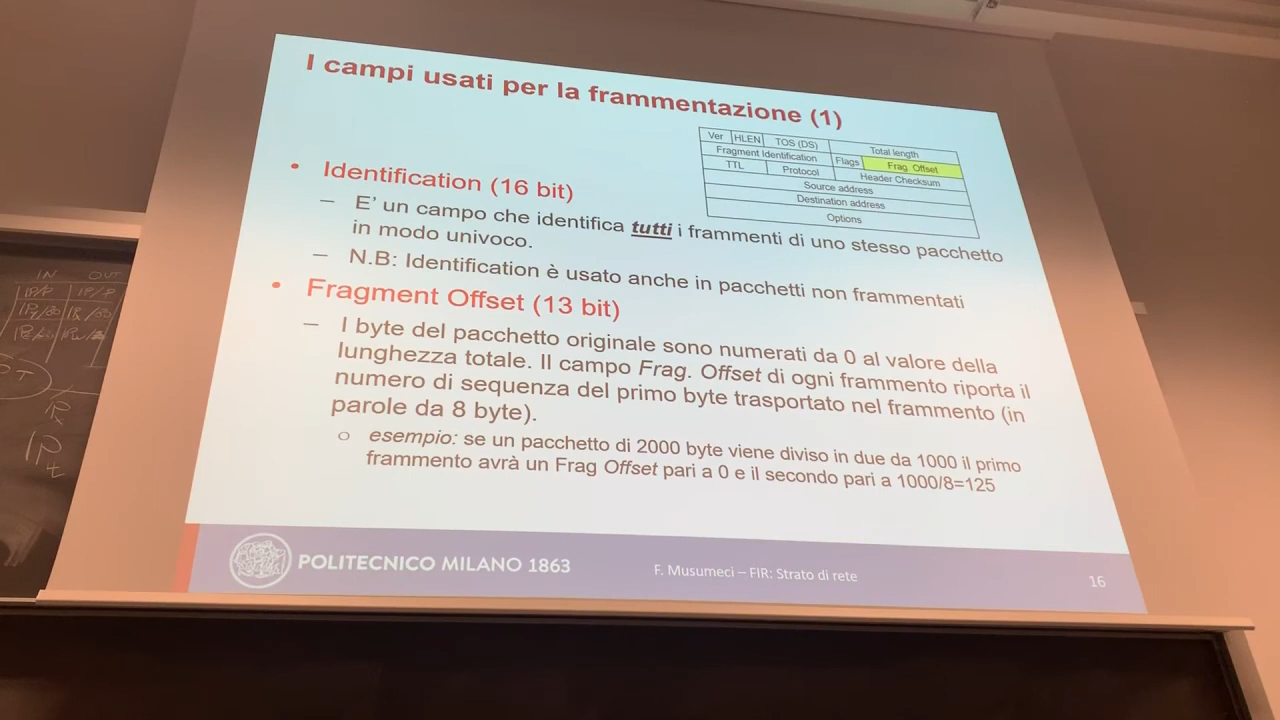 I campi usati per la frammentazione (1)
Ver HLEN TOS (DS) Total length
Fragment Identification Flags Frag. Offset
TTL Protocol Header Checksum
Source address
Destination address
Options
• Identification (16 bit)
– E' un campo che identifica tutti i frammenti di uno stesso pacchetto
in modo univoco.
– N.B: Identification è usato anche in pacchetti non frammentati
• Fragment Offset (13 bit)
– I byte del pacchetto originale sono numerati da 0 al valore della
lunghezza totale. Il campo Frag. Offset di ogni frammento riporta il
numero di sequenza del primo byte trasportato nel frammento (in
parole da 8 byte).
o esempio: se un pacchetto di 2000 byte viene diviso in due da 1000 il primo
frammento avrà un Frag Offset pari a 0 e il secondo pari a 1000/8=125
POLITECNICO MILANO 1863
F. Musumeci – FIR: Strato di rete
16
IN OUT